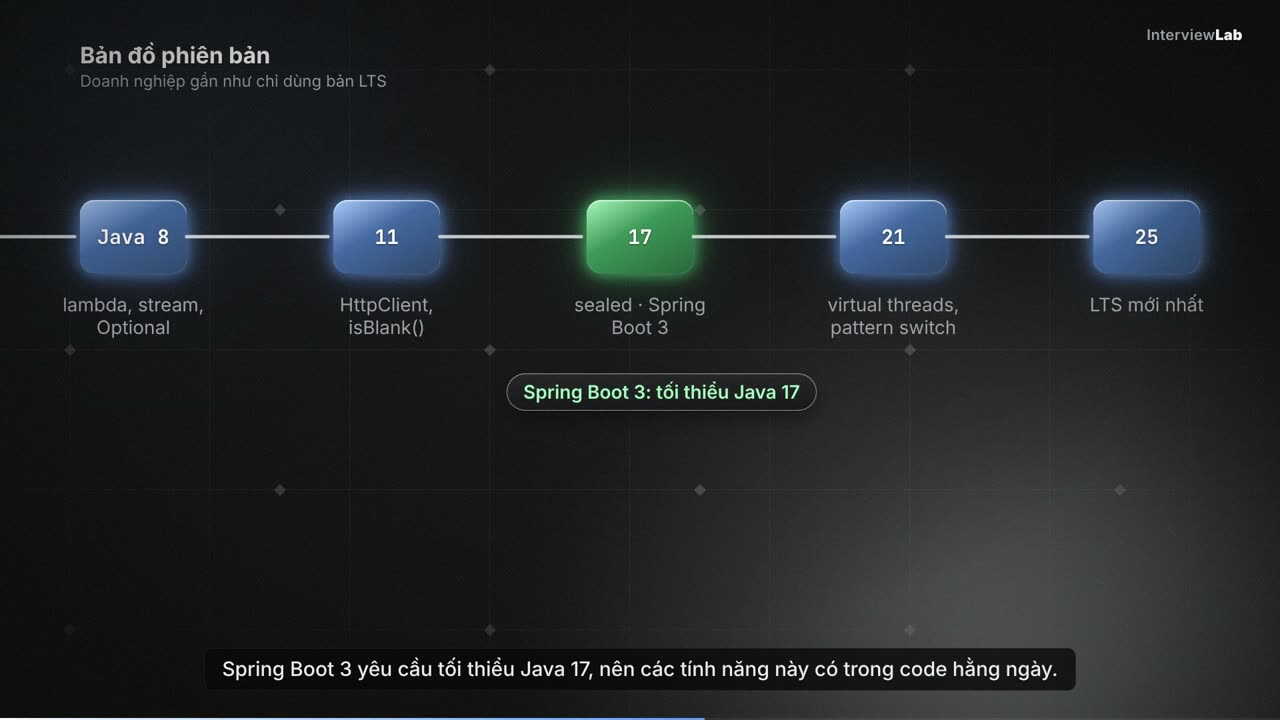 Bản đồ phiên bản
Doanh nghiệp gần như chỉ dùng bản LTS
InterviewLab
Java 8
11
17
21
25
lambda, stream,
Optional
HttpClient,
isBlank()
sealed · Spring
Boot 3
virtual threads,
pattern switch
LTS mới nhất
Spring Boot 3: tối thiểu Java 17
Spring Boot 3 yêu cầu tối thiểu Java 17, nên các tính năng này có trong code hằng ngày.